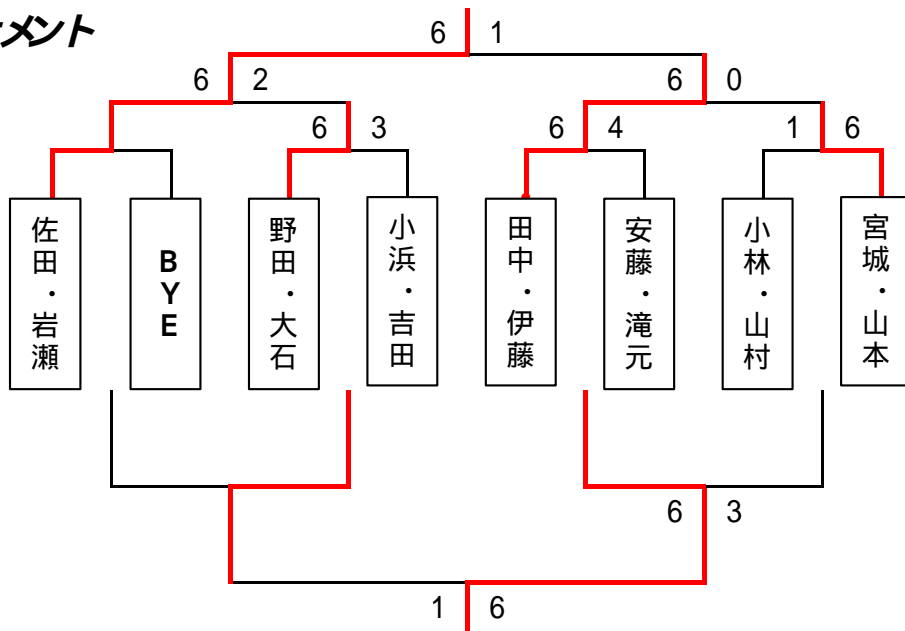 メント
6 1
6 2 6 0
6 3 6 4 1 6
佐田・岩瀬
BYE
野田・大石
小浜・吉田
田中・伊藤
安藤・滝元
小林・山村
宮城・山本
6 3
1 6